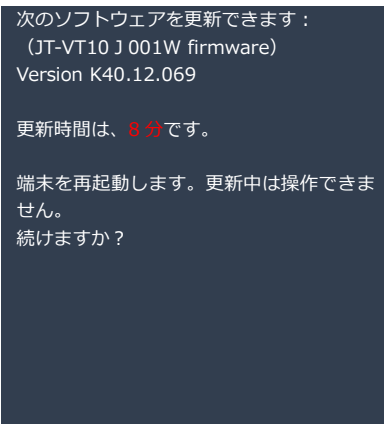 次のソフトウェアを更新できます：
（JT-VT10 J 001W firmware）
Version K40.12.069
更新時間は、8 分です。
端末を再起動します。更新中は操作できま
せん。
続けますか？